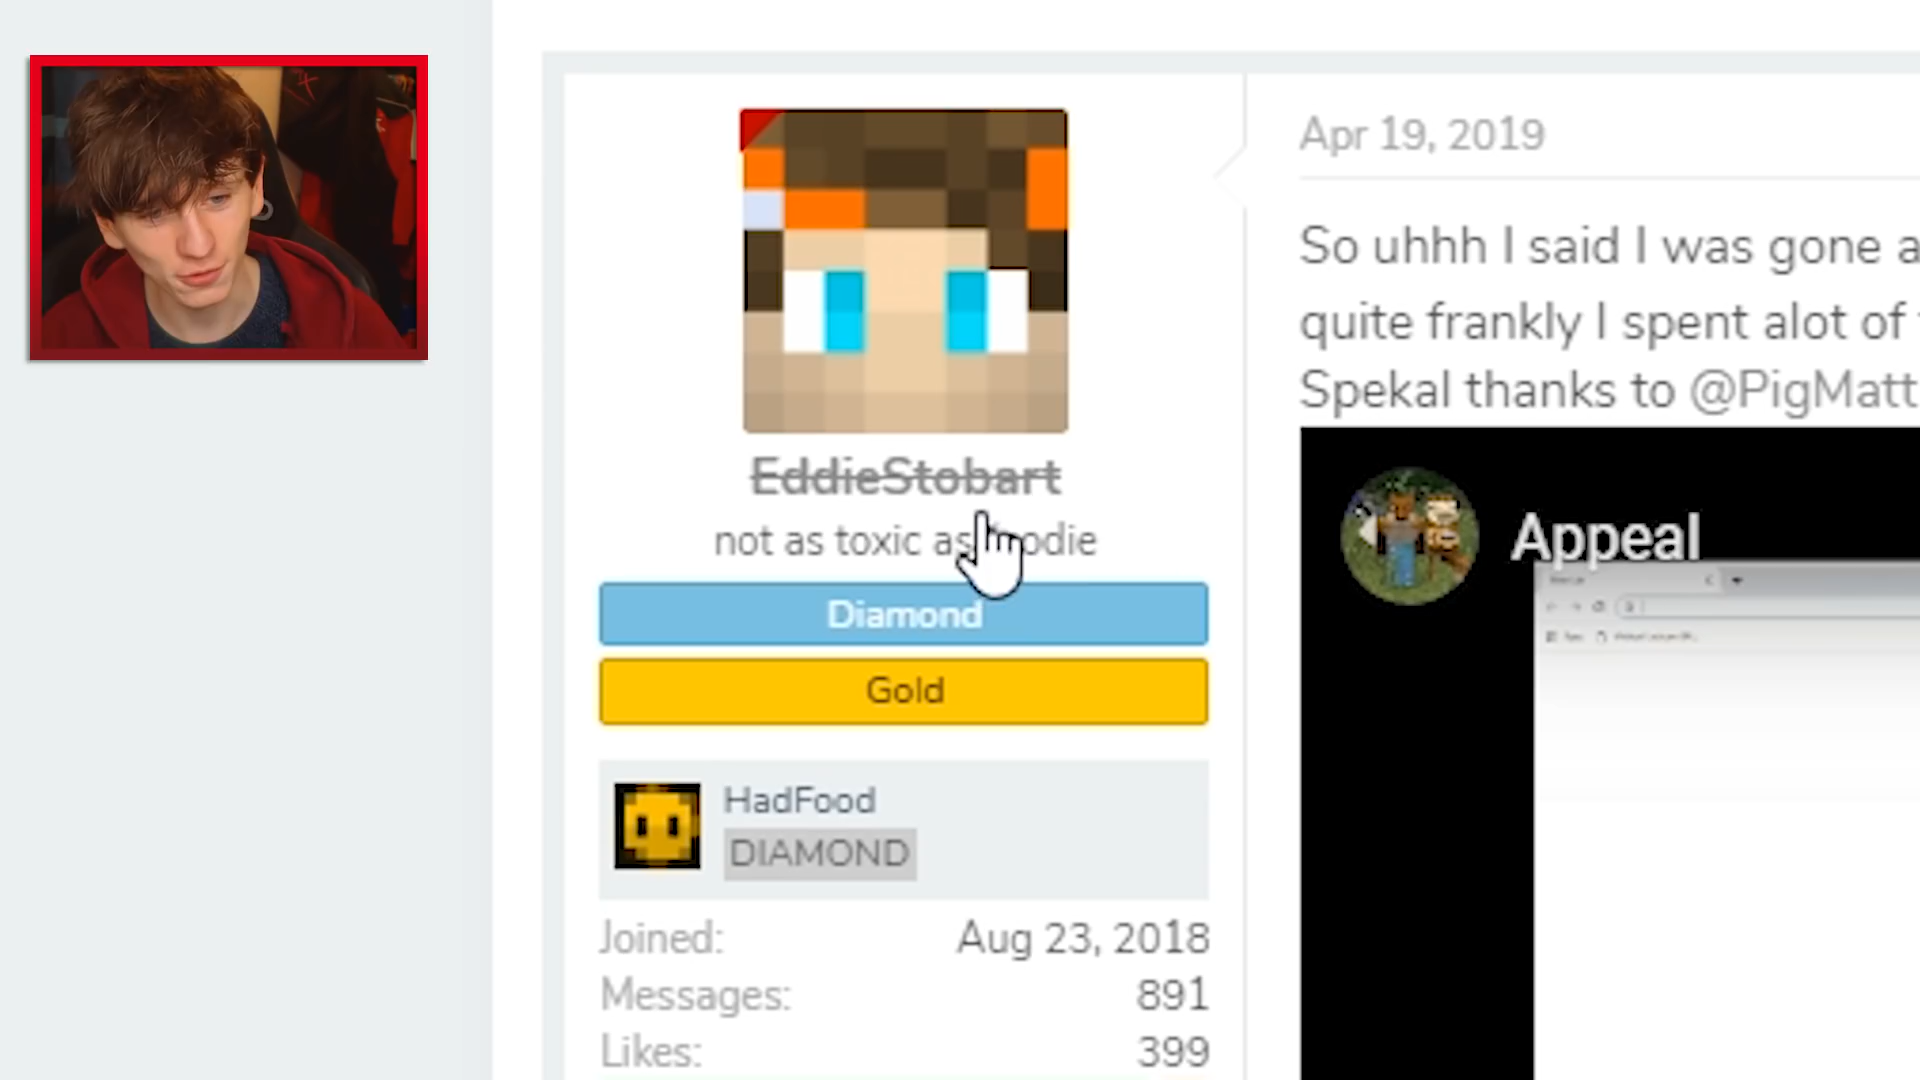 EddieStobart
not as toxic as
Diamond
Gold
HadFood
DIAMOND
Joined: Aug 23, 2018
Messages: 891
Likes: 399
Apr 19, 2019
So uhhh I said I was gone a
quite frankly I spent alot of
Spekal thanks to @PigMatt
Appeal